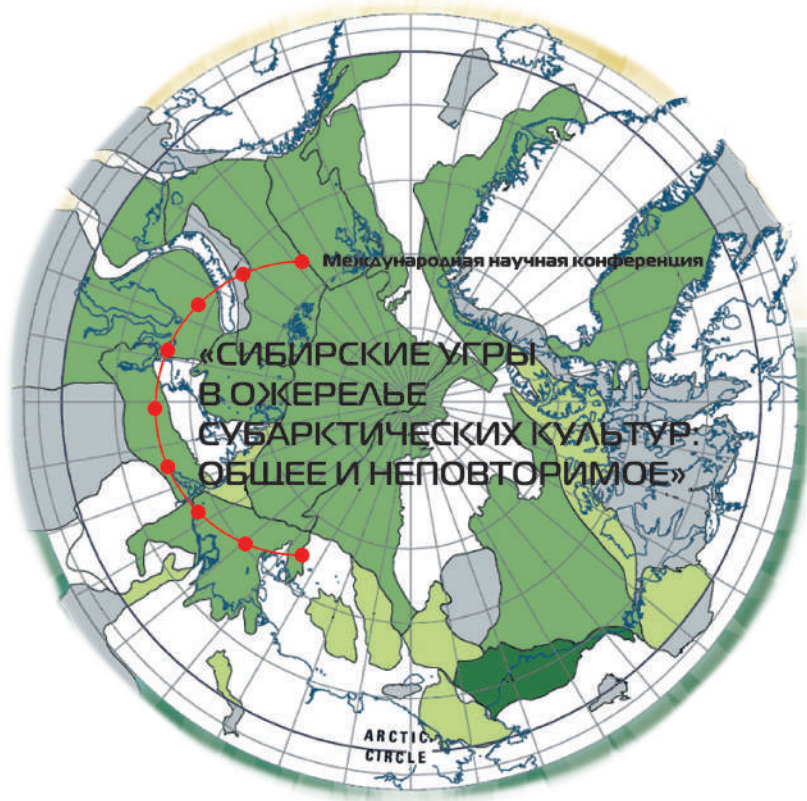 Международная научная конференция
«СИБИРСКИЕ УГРЫ
В ОЖЕРЕЛЬЕ
СУБАРКТИЧЕСКИХ КУЛЬТУР:
ОБЩЕЕ И НЕПОВТОРИМОЕ»
ARCTIC
CIRCLE